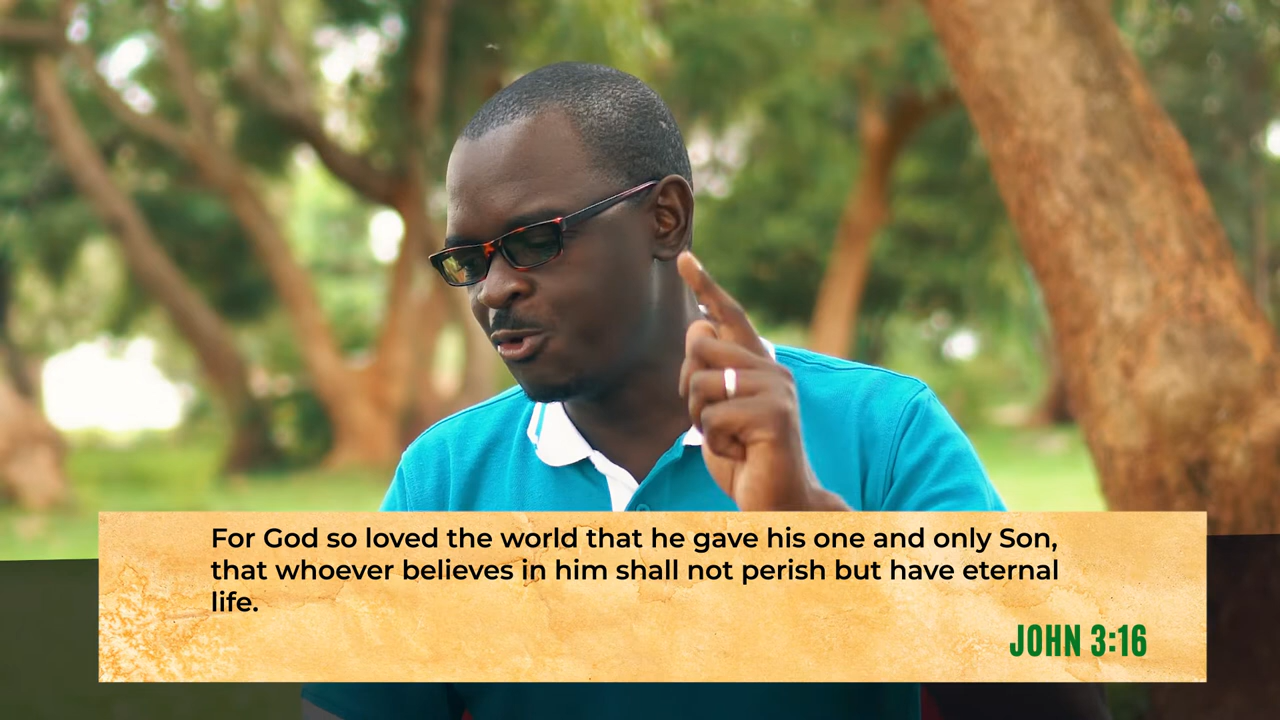 For God so loved the world that he gave his one and only Son,
that whoever believes in him shall not perish but have eternal
life.
JOHN 3:16